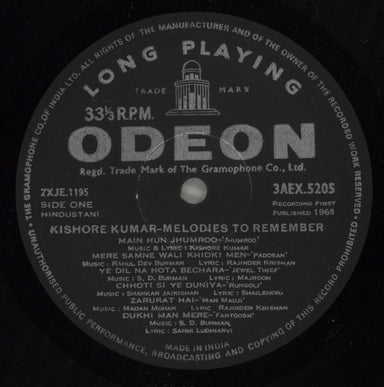 ALL RIGHTS OF THE MANUFACTURER AND OF THE OWNER OF THE RECORDED WORK RESERVED
UNAUTHORISED PUBLIC PERFORMANCE, BROADCASTING AND COPYING OF THIS RECORD PROHIBITED
THE GRAMOPHONE CO. OF INDIA LTD.
LONG PLAYING
TRADE MARK
33⅓ R.P.M.
ODEON
Regd. Trade Mark of The Gramophone Co., Ltd.
2XJE.1195 3AEX.5205
SIDE ONE RECORDING FIRST
HINDUSTANI PUBLISHED 1968
KISHORE KUMAR-MELODIES TO REMEMBER
MAIN HUN JHUMROO-'JHUMROO'
MUSIC & LYRIC : KISHORE KUMAR
MERE SAMNE WALI KHIDKI MEN-'PADOSAN'
MUSIC : RAHUL DEV BURMAN LYRIC : RAJINDER KRISHAN
YE DIL NA HOTA BECHARA-'JEWEL THIEF'
MUSIC : S. D. BURMAN LYRIC : MAJROOH
CHHOTI SI YE DUNIYA-'RUNGOLI'
MUSIC : SHANKAR JAIKISHAN LYRIC : SHAILENDRA
ZARURAT HAI-'MAN MAUJI'
MUSIC : MADAN MOHAN LYRIC : RAJINDER KRISHAN
DUKHI MAN MERE-'FUNTOOSH'
MUSIC : S. D. BURMAN
LYRIC : SAHIR LUDHIANVI
MADE IN INDIA